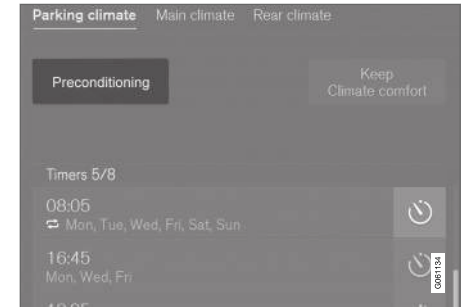 Parking climate Main climate Rear climate
Preconditioning
Keep
Climate comfort
Timers 5/8
08:05
Mon, Tue, Wed, Fri, Sat, Sun
16:45
Mon, Wed, Fri
G061134